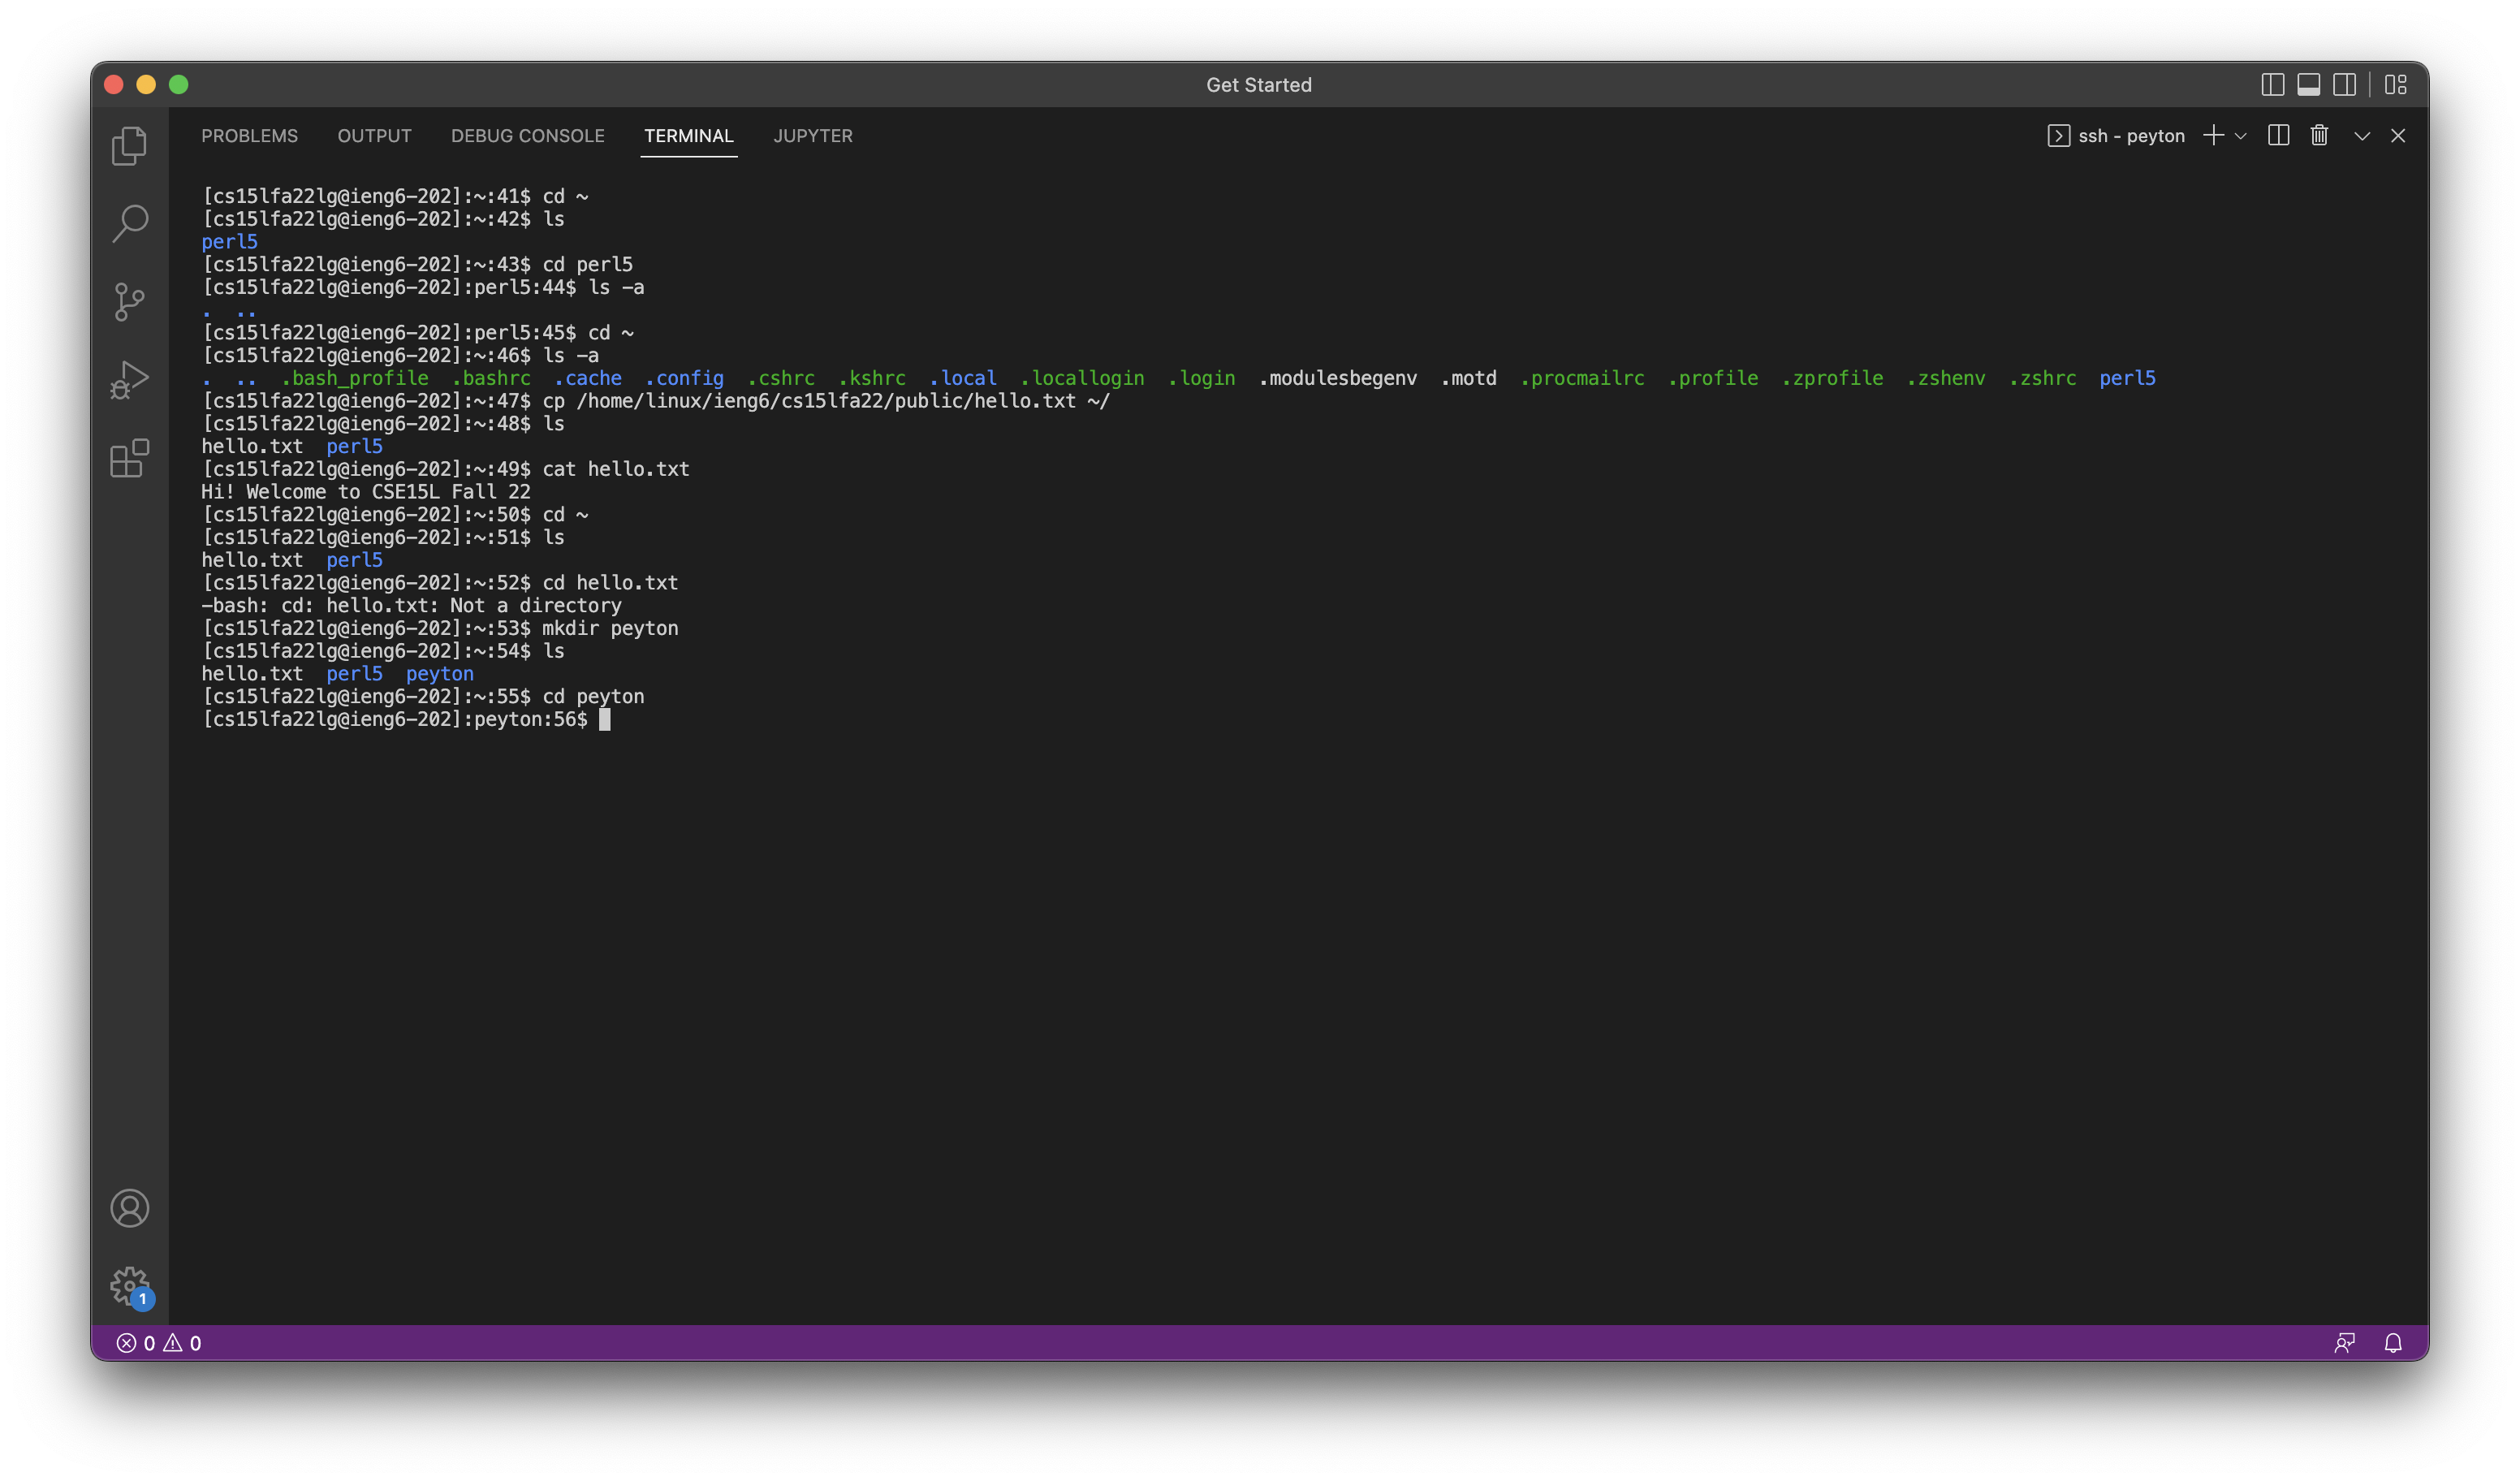 Get Started
PROBLEMS OUTPUT DEBUG CONSOLE TERMINAL JUPYTER ssh - peyton
[cs15lfa22lg@ieng6-202]:~:41$ cd ~
[cs15lfa22lg@ieng6-202]:~:42$ ls
perl5
[cs15lfa22lg@ieng6-202]:~:43$ cd perl5
[cs15lfa22lg@ieng6-202]:perl5:44$ ls -a
.  ..
[cs15lfa22lg@ieng6-202]:perl5:45$ cd ~
[cs15lfa22lg@ieng6-202]:~:46$ ls -a
.  ..  .bash_profile  .bashrc  .cache  .config  .cshrc  .kshrc  .local  .locallogin  .login  .modulesbegenv  .motd  .procmailrc  .profile  .zprofile  .zshenv  .zshrc  perl5
[cs15lfa22lg@ieng6-202]:~:47$ cp /home/linux/ieng6/cs15lfa22/public/hello.txt ~/
[cs15lfa22lg@ieng6-202]:~:48$ ls
hello.txt  perl5
[cs15lfa22lg@ieng6-202]:~:49$ cat hello.txt
Hi! Welcome to CSE15L Fall 22
[cs15lfa22lg@ieng6-202]:~:50$ cd ~
[cs15lfa22lg@ieng6-202]:~:51$ ls
hello.txt  perl5
[cs15lfa22lg@ieng6-202]:~:52$ cd hello.txt
-bash: cd: hello.txt: Not a directory
[cs15lfa22lg@ieng6-202]:~:53$ mkdir peyton
[cs15lfa22lg@ieng6-202]:~:54$ ls
hello.txt  perl5  peyton
[cs15lfa22lg@ieng6-202]:~:55$ cd peyton
[cs15lfa22lg@ieng6-202]:peyton:56$
1
0 0